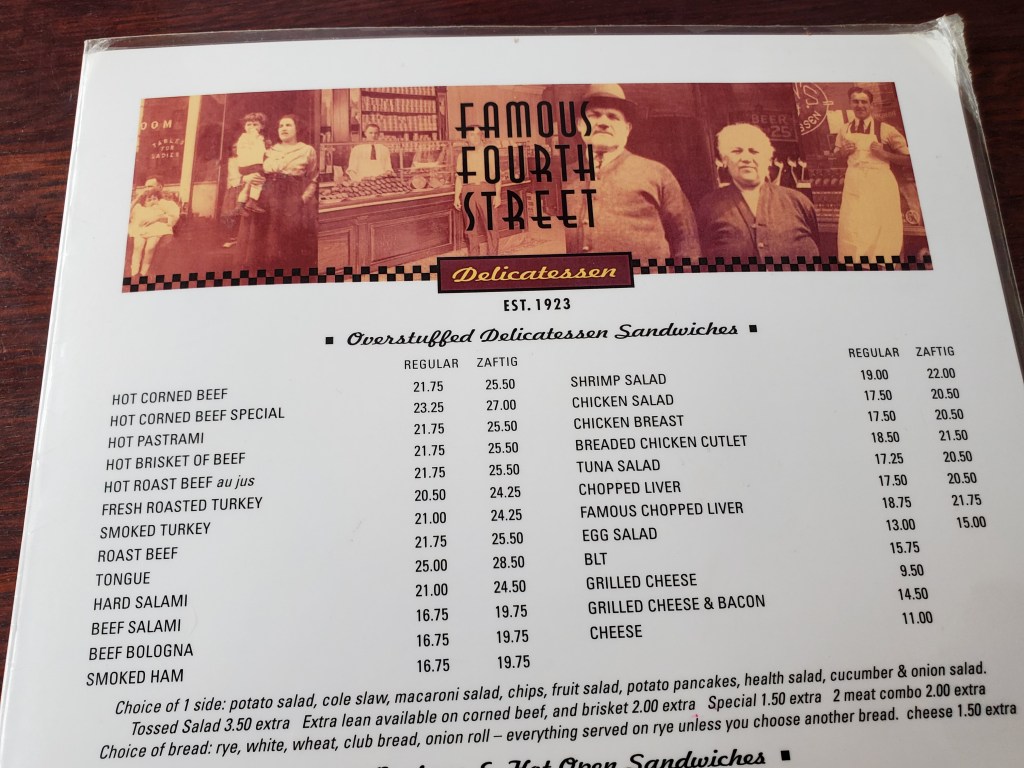 OOM
TABLES
FOR
LADIES
BEER
25
FAMOUS
FOURTH
STREET
Delicatessen
EST. 1923
Overstuffed Delicatessen Sandwiches
REGULAR ZAFTIG
HOT CORNED BEEF 21.75 25.50
HOT CORNED BEEF SPECIAL 23.25 27.00
HOT PASTRAMI 21.75 25.50
HOT BRISKET OF BEEF 21.75 25.50
HOT ROAST BEEF au jus 21.75 25.50
FRESH ROASTED TURKEY 20.50 24.25
SMOKED TURKEY 21.00 24.25
ROAST BEEF 21.75 25.50
TONGUE 25.00 28.50
HARD SALAMI 21.00 24.50
BEEF SALAMI 16.75 19.75
BEEF BOLOGNA 16.75 19.75
SMOKED HAM 16.75 19.75
REGULAR ZAFTIG
SHRIMP SALAD 19.00 22.00
CHICKEN SALAD 17.50 20.50
CHICKEN BREAST 17.50 20.50
BREADED CHICKEN CUTLET 18.50 21.50
TUNA SALAD 17.25 20.50
CHOPPED LIVER 17.50 20.50
FAMOUS CHOPPED LIVER 18.75 21.75
EGG SALAD 13.00 15.00
BLT 15.75
GRILLED CHEESE 9.50
GRILLED CHEESE & BACON 14.50
CHEESE 11.00
Choice of 1 side: potato salad, cole slaw, macaroni salad, chips, fruit salad, potato pancakes, health salad, cucumber & onion salad.
Tossed Salad 3.50 extra Extra lean available on corned beef, and brisket 2.00 extra Special 1.50 extra 2 meat combo 2.00 extra
Choice of bread: rye, white, wheat, club bread, onion roll – everything served on rye unless you choose another bread. cheese 1.50 extra
& Hot Open Sandwiches